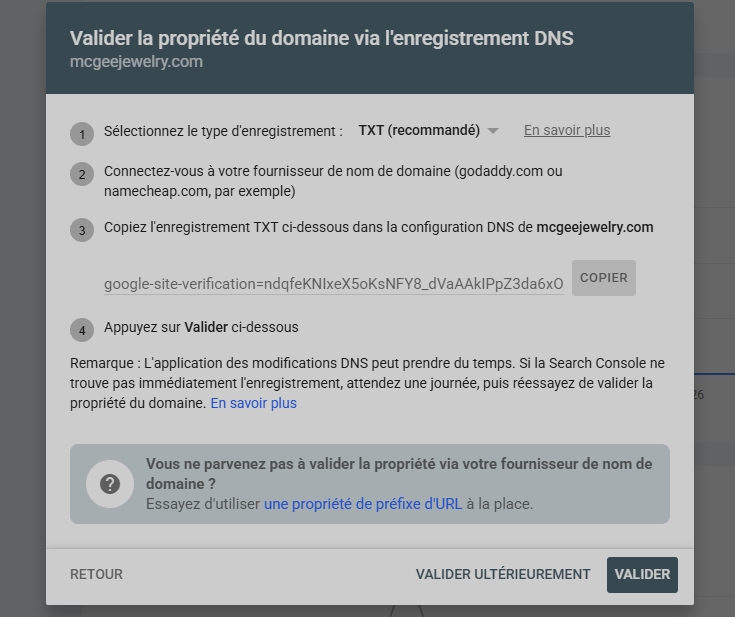 Valider la propriété du domaine via l'enregistrement DNS
mcgeejewelry.com
1 Sélectionnez le type d'enregistrement : TXT (recommandé) En savoir plus
2 Connectez-vous à votre fournisseur de nom de domaine (godaddy.com ou
namecheap.com, par exemple)
3 Copiez l'enregistrement TXT ci-dessous dans la configuration DNS de mcgeejewelry.com
google-site-verification=ndqfeKNIxeX5oKsNFY8_dVaAAkIPpZ3da6xO COPIER
4 Appuyez sur Valider ci-dessous
Remarque : L'application des modifications DNS peut prendre du temps. Si la Search Console ne
trouve pas immédiatement l'enregistrement, attendez une journée, puis réessayez de valider la
propriété du domaine. En savoir plus
26
Vous ne parvenez pas à valider la propriété via votre fournisseur de nom de
domaine ?
Essayez d'utiliser une propriété de préfixe d'URL à la place.
RETOUR VALIDER ULTÉRIEUREMENT VALIDER